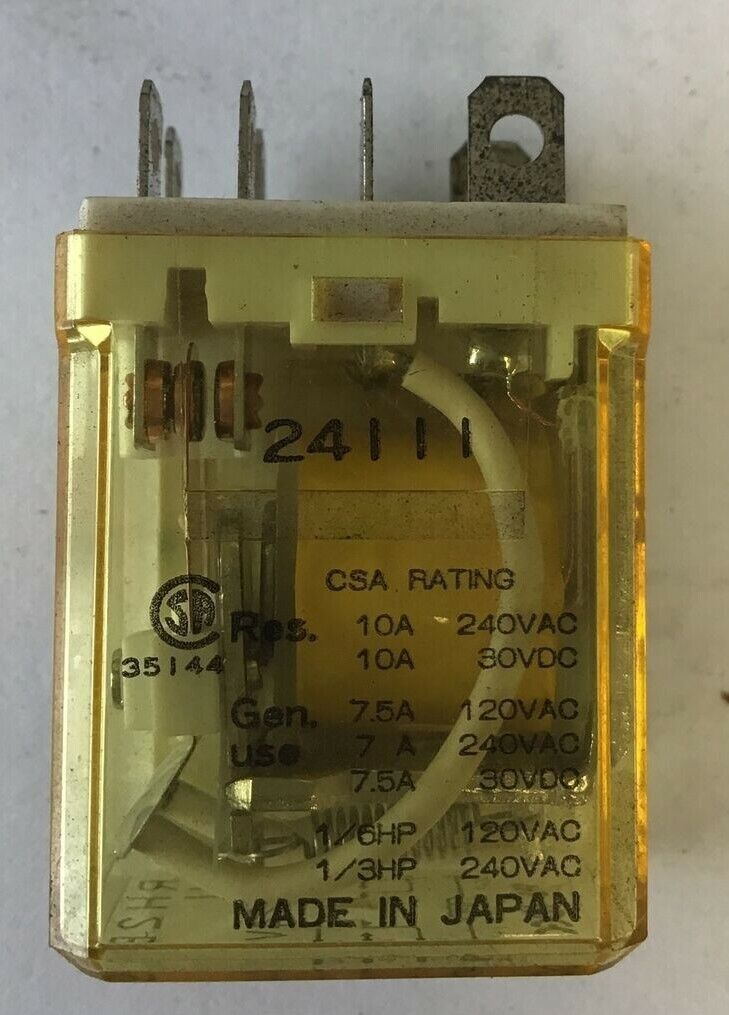 24111
CSA RATING
SA
35144
Res. 10A 240VAC
10A 30VDC
Gen. 7.5A 120VAC
use 7 A 240VAC
7.5A 30VDC
1/6HP 120VAC
1/3HP 240VAC
MADE IN JAPAN